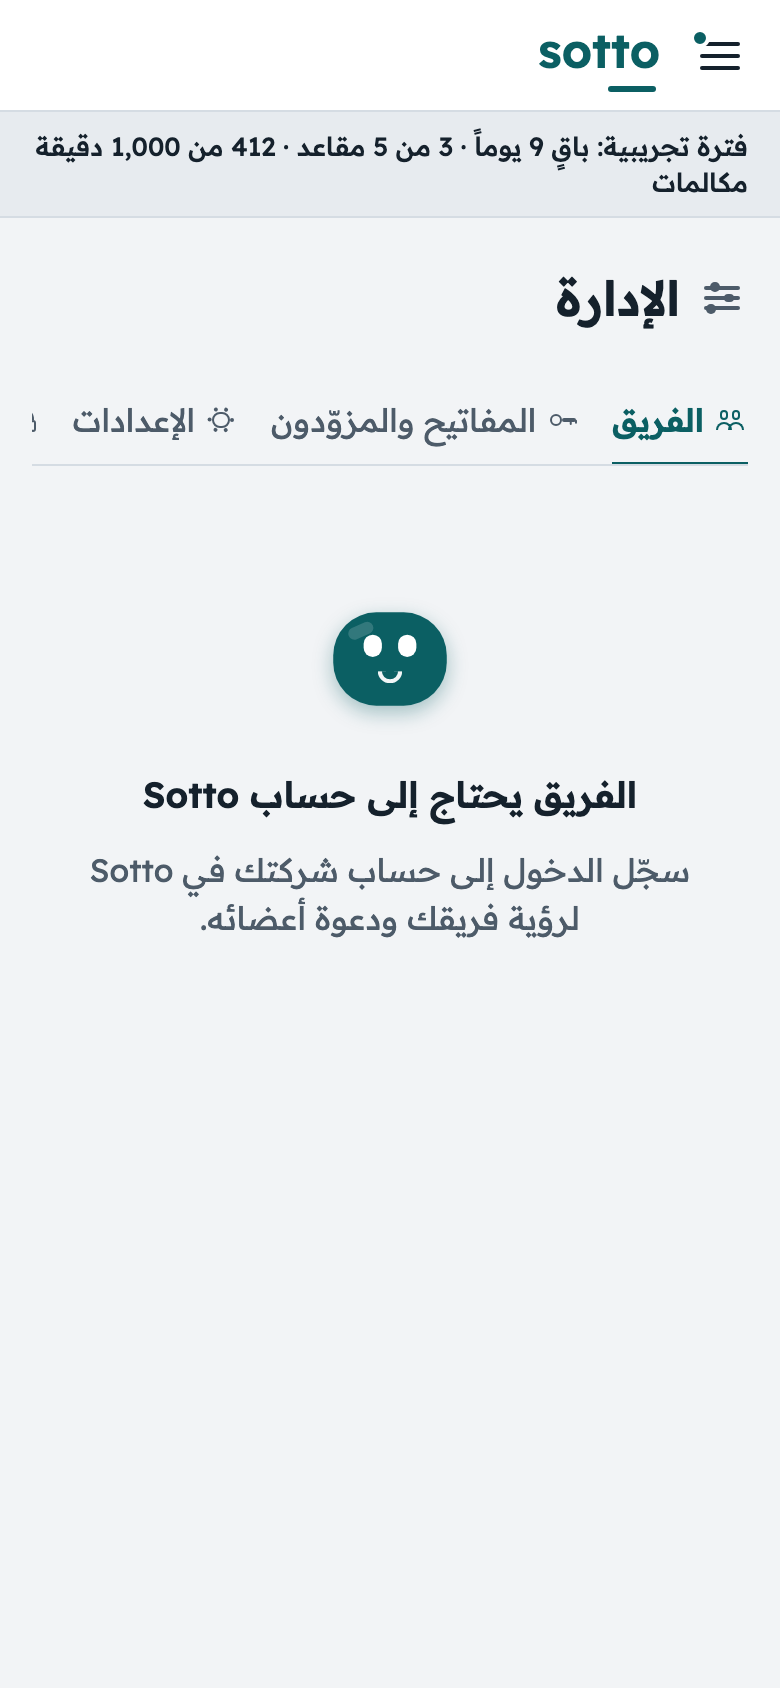 sotto
فترة تجريبية: باقٍ 9 يوماً · 3 من 5 مقاعد · 412 من 1,000 دقيقة
مكالمات
الإدارة
الفريق
المفاتيح والمزوّدون
الإعدادات
الفريق يحتاج إلى حساب Sotto
سجّل الدخول إلى حساب شركتك في Sotto
لرؤية فريقك ودعوة أعضائه.